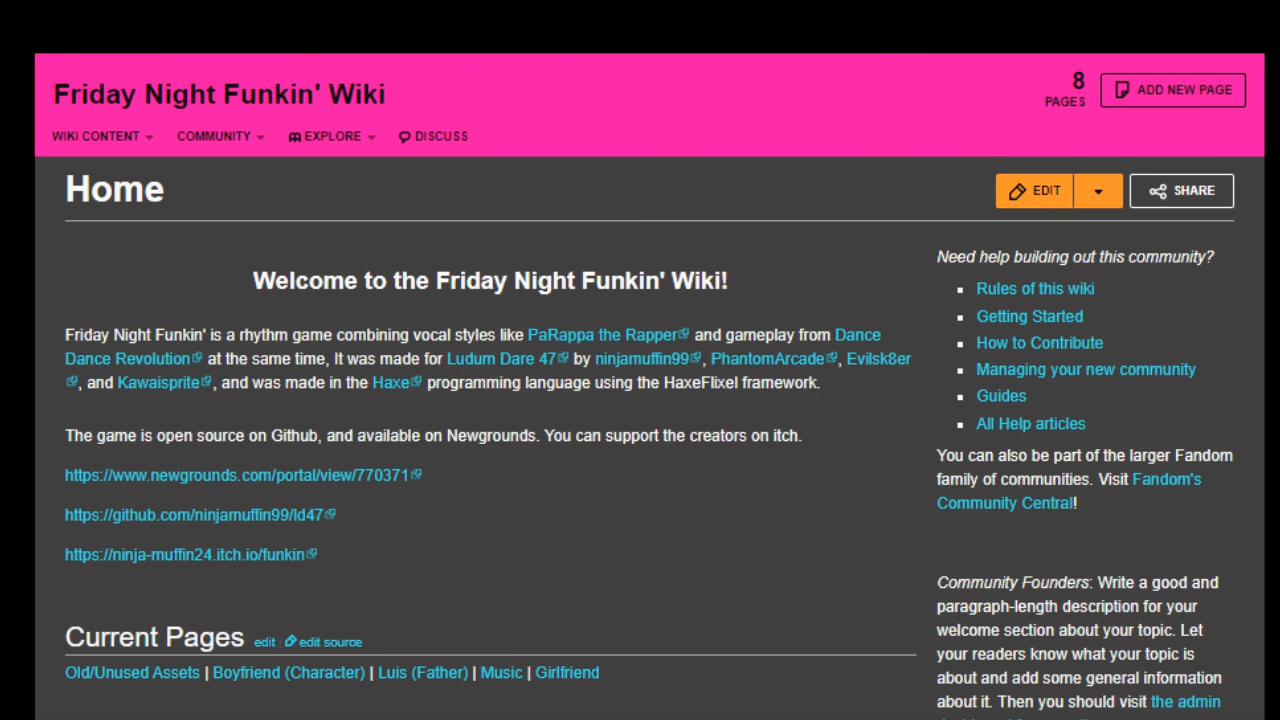 Friday Night Funkin' Wiki
8
PAGES
ADD NEW PAGE
WIKI CONTENT
COMMUNITY
EXPLORE
DISCUSS
Home
EDIT
SHARE
Welcome to the Friday Night Funkin' Wiki!
Friday Night Funkin' is a rhythm game combining vocal styles like PaRappa the Rapper and gameplay from Dance
Dance Revolution at the same time, It was made for Ludum Dare 47 by ninjamuffin99, PhantomArcade, Evilsk8er
, and Kawaisprite, and was made in the Haxe programming language using the HaxeFlixel framework.
The game is open source on Github, and available on Newgrounds. You can support the creators on itch.
https://www.newgrounds.com/portal/view/770371
https://github.com/ninjamuffin99/ld47
https://ninja-muffin24.itch.io/funkin
Current Pages edit edit source
Old/Unused Assets | Boyfriend (Character) | Luis (Father) | Music | Girlfriend
Need help building out this community?
Rules of this wiki
Getting Started
How to Contribute
Managing your new community
Guides
All Help articles
You can also be part of the larger Fandom
family of communities. Visit Fandom's
Community Central!
Community Founders: Write a good and
paragraph-length description for your
welcome section about your topic. Let
your readers know what your topic is
about and add some general information
about it. Then you should visit the admin